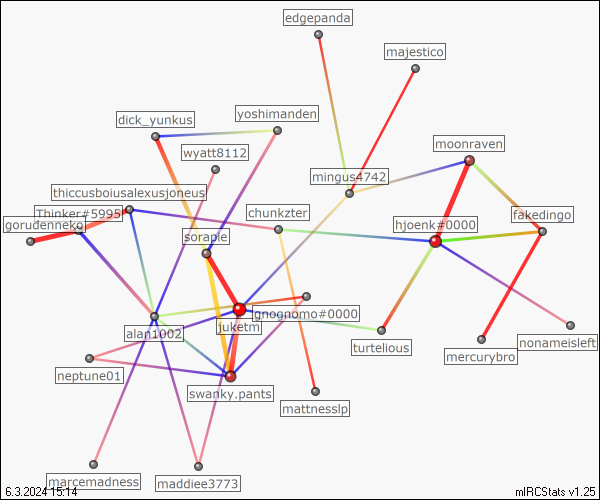 edgepanda
majestico
dick_yunkus
yoshimanden
moonraven
wyatt8112
mingus4742
thiccusboiusalexusjoneus
Thinker#5995
chunkzter
fakedingo
gorudenneko
hjoenk#0000
sorapie
gnognomo#0000
juketm
alan1002
turtelious
nonameisleft
mercurybro
neptune01
swanky.pants
mattnesslp
marcemadness
maddiee3773
6.3.2024 15:14
mIRCStats v1.25